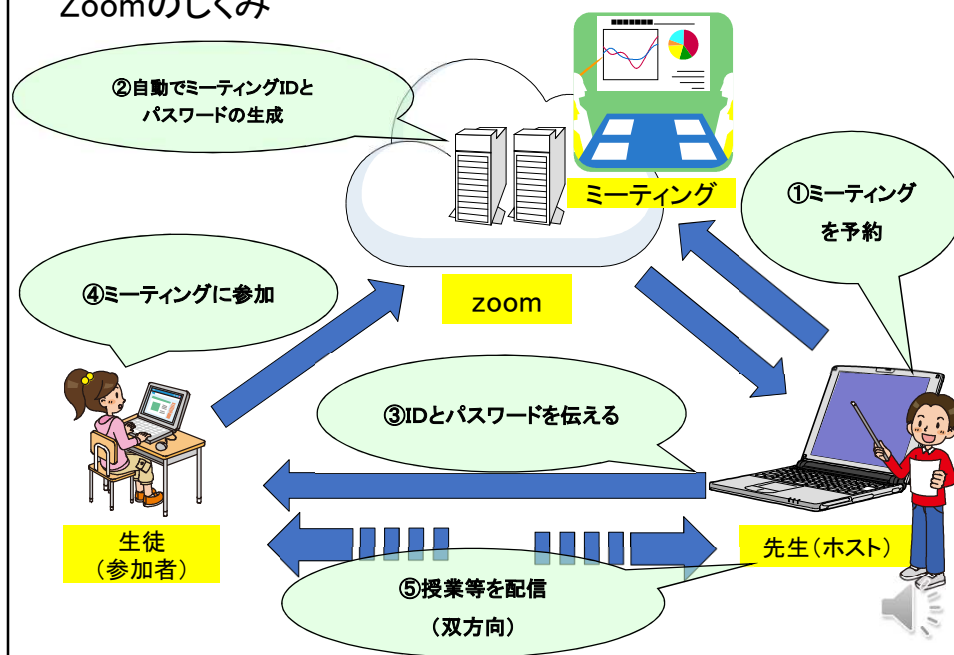 Zoomのしくみ
②自動でミーティングIDと
パスワードの生成
ミーティング
①ミーティング
を予約
④ミーティングに参加
zoom
③IDとパスワードを伝える
生徒
（参加者）
先生（ホスト）
⑤授業等を配信
（双方向）